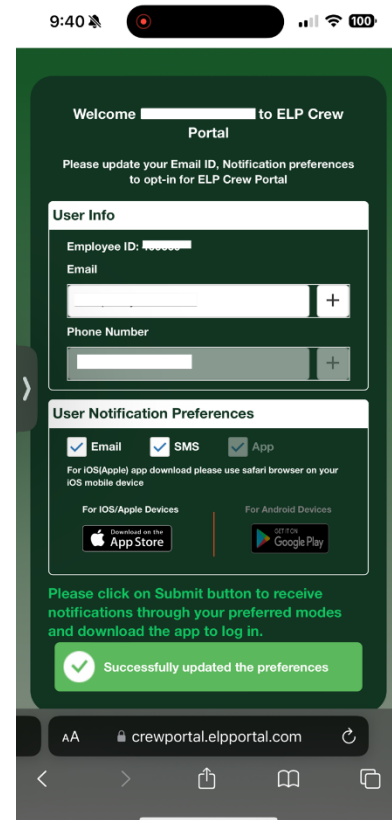 9:40
100
Welcome to ELP Crew
Portal
Please update your Email ID, Notification preferences
to opt-in for ELP Crew Portal
User Info
Employee ID:
Email
+
Phone Number
+
User Notification Preferences
Email SMS App
For iOS(Apple) app download please use safari browser on your
iOS mobile device
For IOS/Apple Devices
For Android Devices
Download on the
App Store
GET IT ON
Google Play
Please click on Submit button to receive
notifications through your preferred modes
and download the app to log in.
Successfully updated the preferences
AA crewportal.elpportal.com